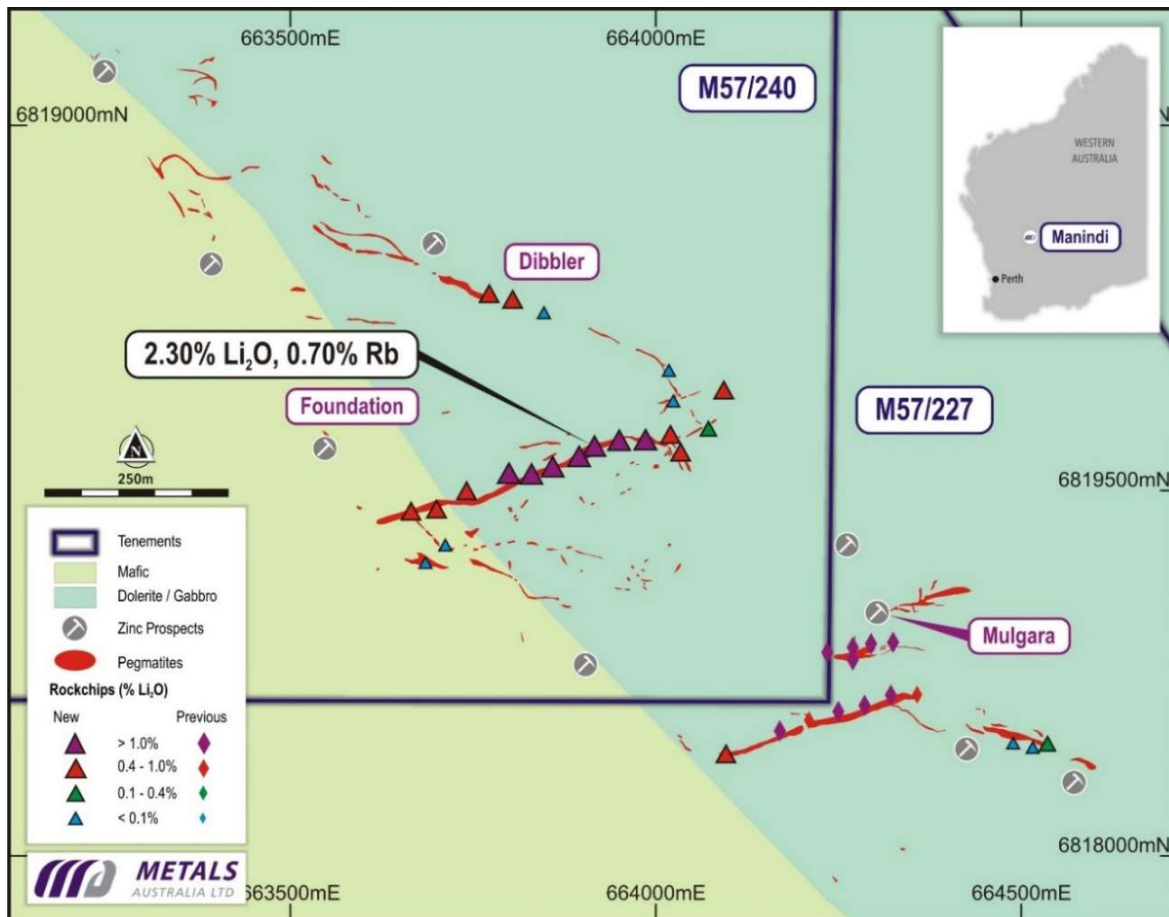 663500mE
664000mE
M57/240
6819000mN
WESTERN
AUSTRALIA
Manindi
Perth
Dibbler
2.30% Li₂O, 0.70% Rb
Foundation
M57/227
N
250m
6819500mN
Tenements
Mafic
Dolerite / Gabbro
Zinc Prospects
Pegmatites
Rockchips (% Li₂O)
New Previous
> 1.0%
0.4 - 1.0%
0.1 - 0.4%
< 0.1%
Mulgara
6818000mN
METALS
AUSTRALIA LTD
663500mE
664000mE
664500mE